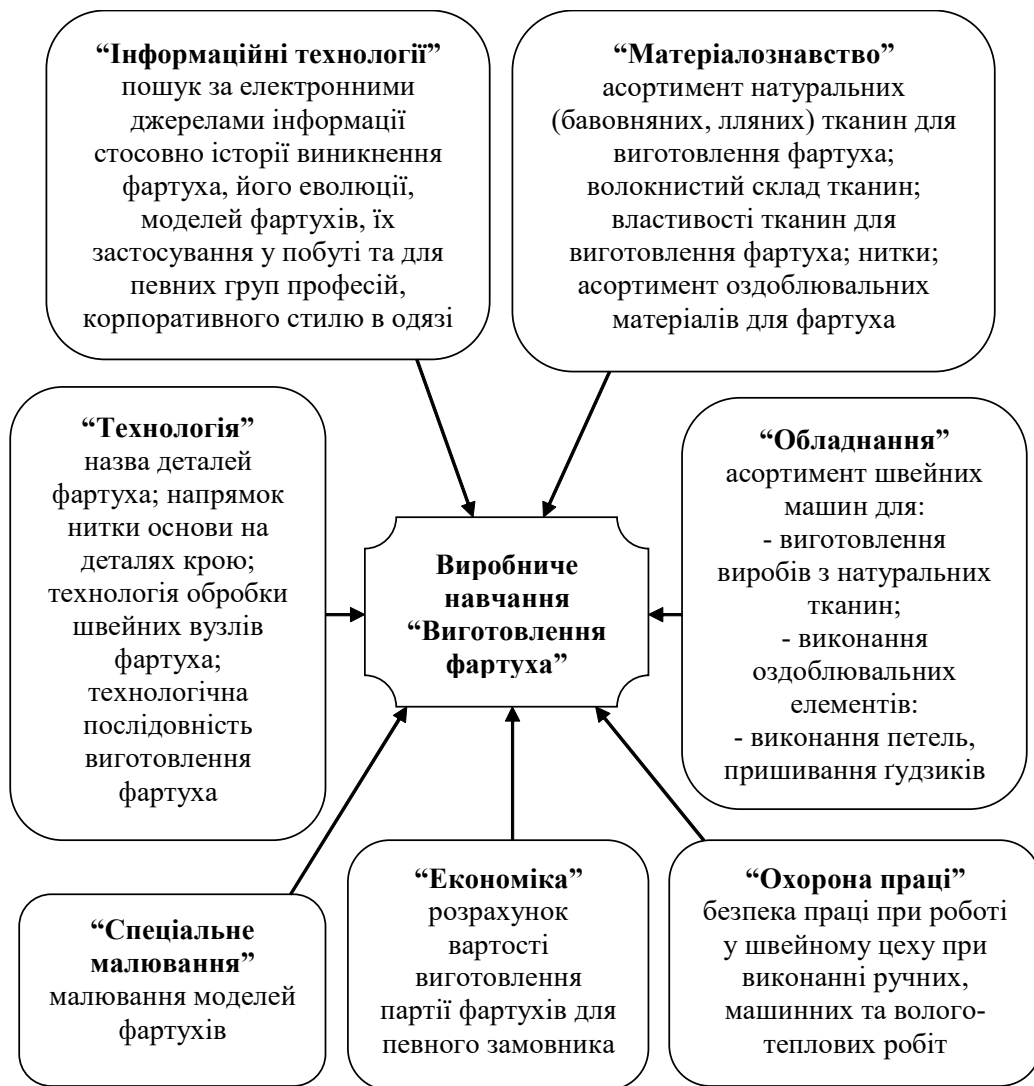 “Інформаційні технології”
пошук за електронними
джерелами інформації
стосовно історії виникнення
фартуха, його еволюції,
моделей фартухів, їх
застосування у побуті та для
певних груп професій,
корпоративного стилю в одязі
“Матеріалознавство”
асортимент натуральних
(бавовняних, лляних) тканин для
виготовлення фартуха;
волокнистий склад тканин;
властивості тканин для
виготовлення фартуха; нитки;
асортимент оздоблювальних
матеріалів для фартуха
“Технологія”
назва деталей
фартуха; напрямок
нитки основи на
деталях крою;
технологія обробки
швейних вузлів
фартуха;
технологічна
послідовність
виготовлення
фартуха
Виробниче
навчання
“Виготовлення
фартуха”
“Обладнання”
асортимент швейних
машин для:
- виготовлення
виробів з натуральних
тканин;
- виконання
оздоблювальних
елементів:
- виконання петель,
пришивання ґудзиків
“Спеціальне
малювання”
малювання моделей
фартухів
“Економіка”
розрахунок
вартості
виготовлення
партії фартухів для
певного замовника
“Охорона праці”
безпека праці при роботі
у швейному цеху при
виконанні ручних,
машинних та волого-
теплових робіт